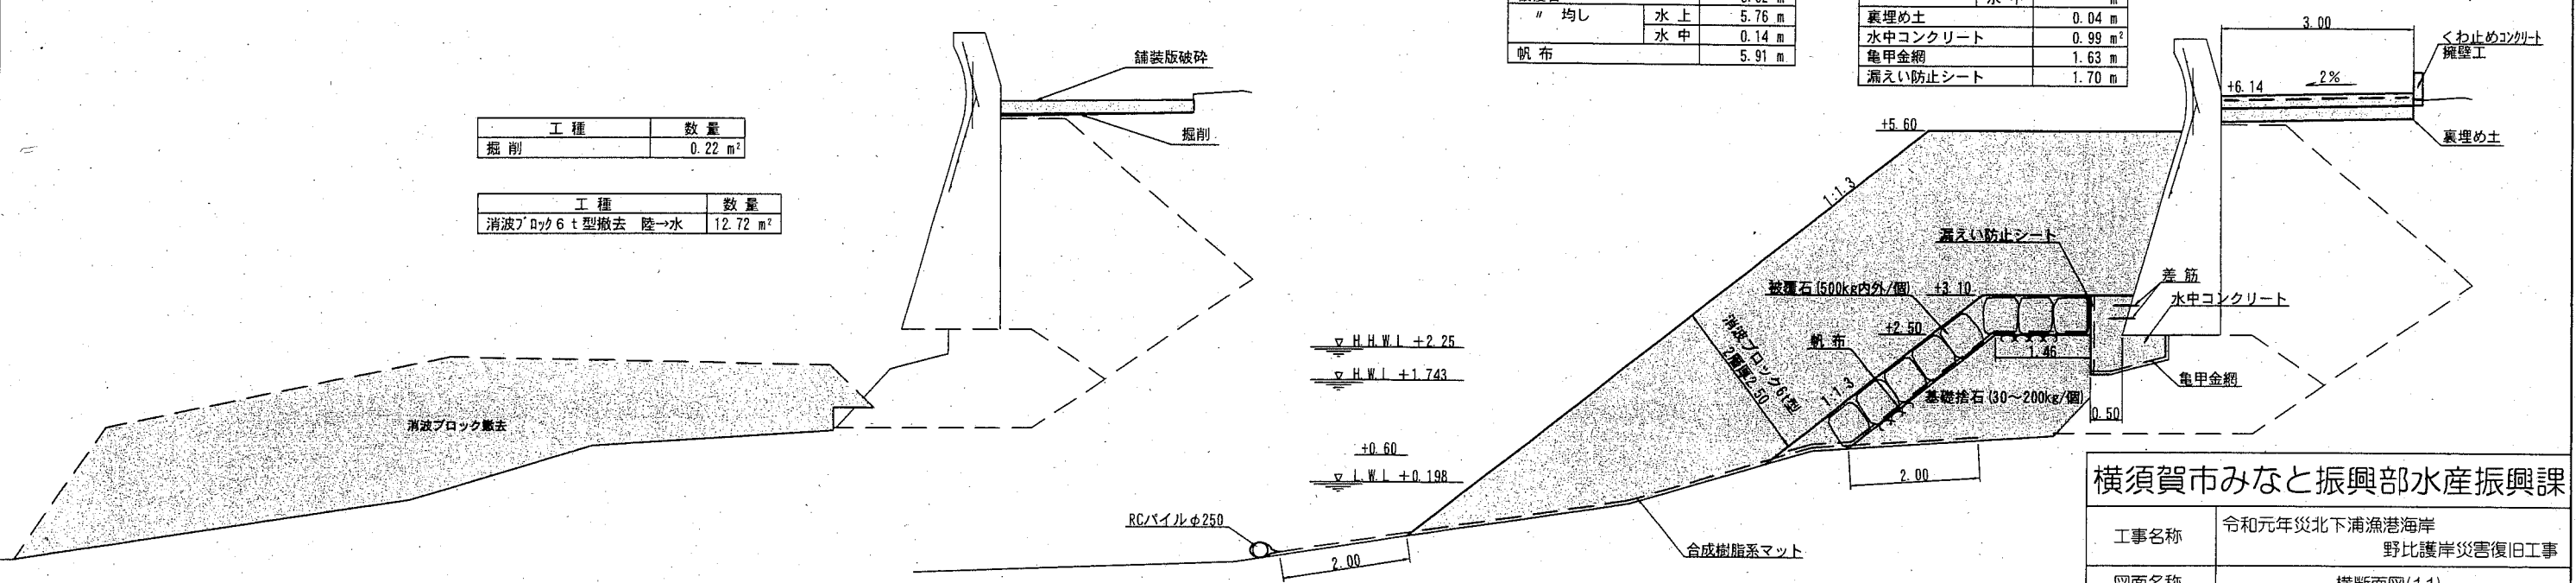 工種 数量
掘削 0.22 m²
工種 数量
消波ブロック6t型撤去 陸→水 12.72 m²
舗装版破砕
掘削
消波ブロック撤去
〃 均し 水上 5.76 m
水中 0.14 m
帆布 5.91 m
裏埋め土 0.04 m
水中コンクリート 0.99 m²
亀甲金網 1.63 m
漏えい防止シート 1.70 m
3.00
くわ止めコンクリート
擁壁工
+6.14
2%
裏埋め土
+5.60
1:1.3
漏えい防止シート
差筋
水中コンクリート
被覆石(500kg内外/個)
+3.10
+2.50
帆布
1.46
消波ブロック6t型
2層厚2.50
1:1.3
基礎捨石(30～200kg/個)
亀甲金網
0.50
H.H.W.L +2.25
H.W.L +1.743
+0.60
L.W.L +0.198
2.00
RCパイルφ250
2.00
合成樹脂系マット
横須賀市みなと振興部水産振興課
工事名称 令和元年災北下浦漁港海岸
野比護岸災害復旧工事